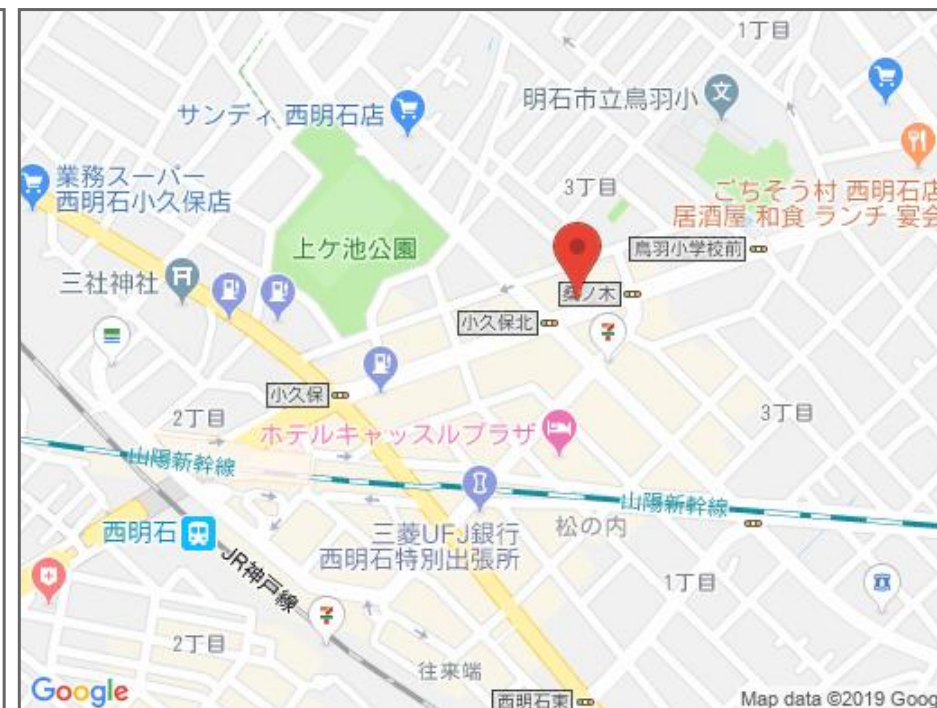 1丁目
明石市立鳥羽小
文
サンディ 西明石店
業務スーパー
西明石小久保店
3丁目
ごちそう村 西明石店
居酒屋 和食 ランチ 宴会
上ケ池公園
鳥羽小学校前
三社神社
桑ノ木
小久保北
7
小久保
2丁目
3丁目
ホテルキャッスルプラザ
山陽新幹線
山陽新幹線
西明石
三菱UFJ銀行
西明石特別出張所
松の内
JR神戸線
1丁目
7
2丁目
往来端
西明石東
Google
Map data ©2019 Goog